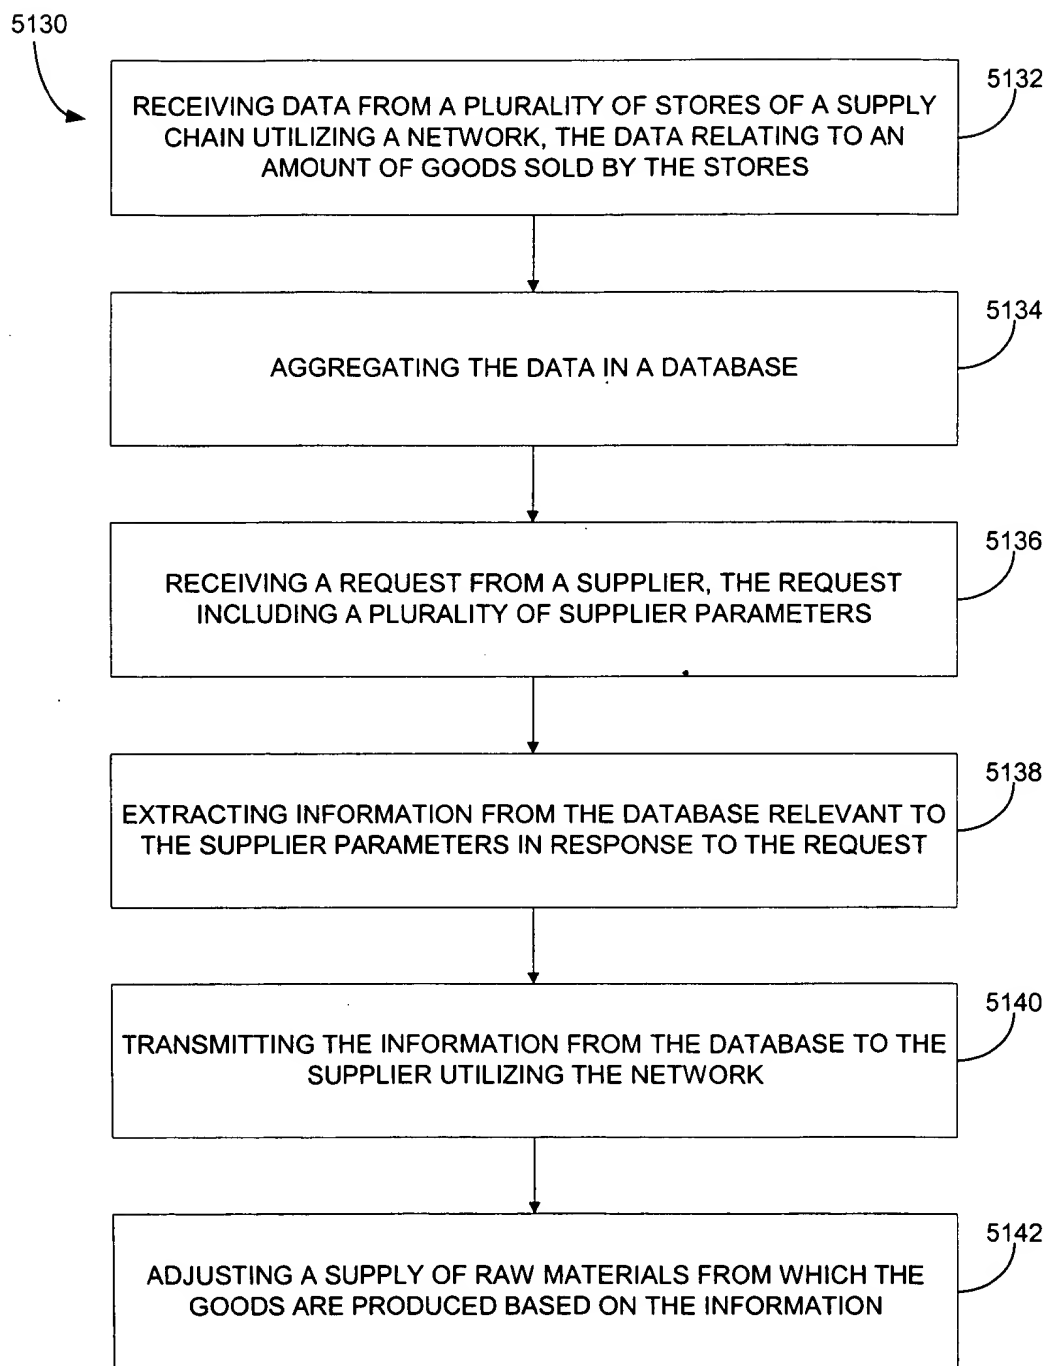 5130
5132
RECEIVING DATA FROM A PLURALITY OF STORES OF A SUPPLY
CHAIN UTILIZING A NETWORK, THE DATA RELATING TO AN
AMOUNT OF GOODS SOLD BY THE STORES
5134
AGGREGATING THE DATA IN A DATABASE
5136
RECEIVING A REQUEST FROM A SUPPLIER, THE REQUEST
INCLUDING A PLURALITY OF SUPPLIER PARAMETERS
5138
EXTRACTING INFORMATION FROM THE DATABASE RELEVANT TO
THE SUPPLIER PARAMETERS IN RESPONSE TO THE REQUEST
5140
TRANSMITTING THE INFORMATION FROM THE DATABASE TO THE
SUPPLIER UTILIZING THE NETWORK
5142
ADJUSTING A SUPPLY OF RAW MATERIALS FROM WHICH THE
GOODS ARE PRODUCED BASED ON THE INFORMATION